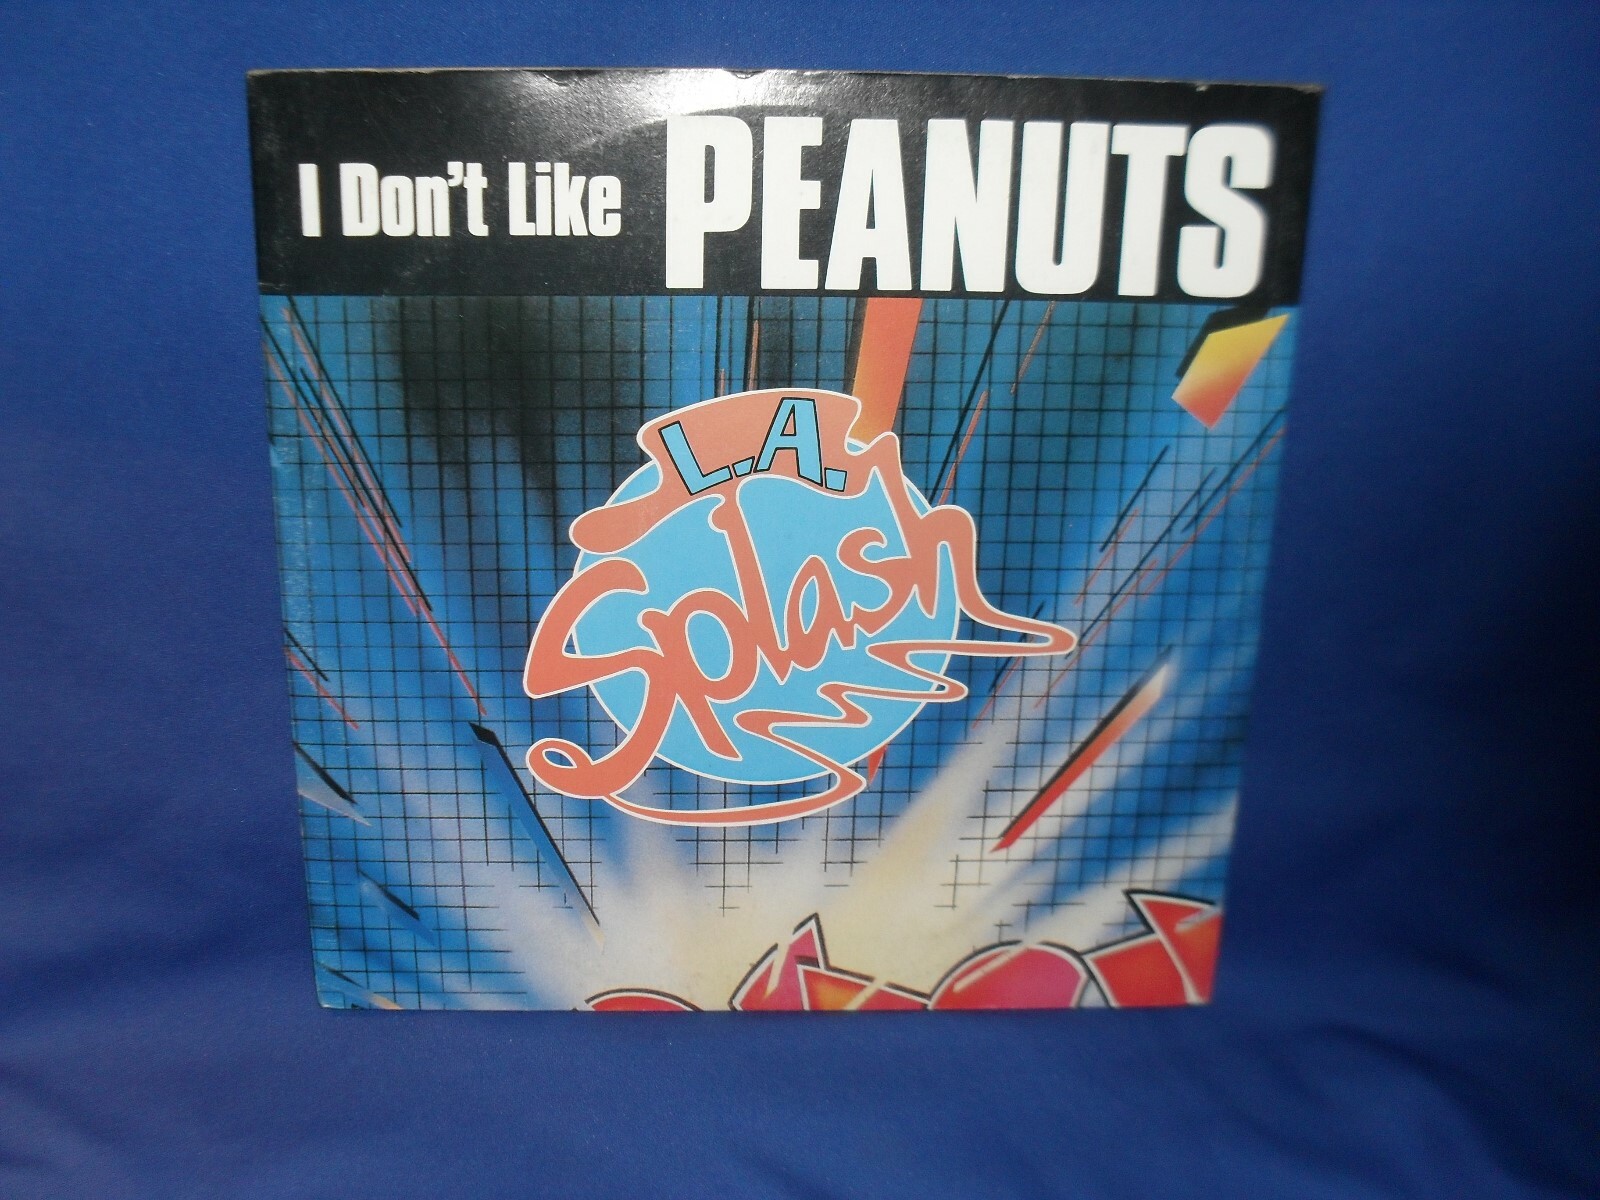 I Don't Like PEANUTS
L.A.
Splash